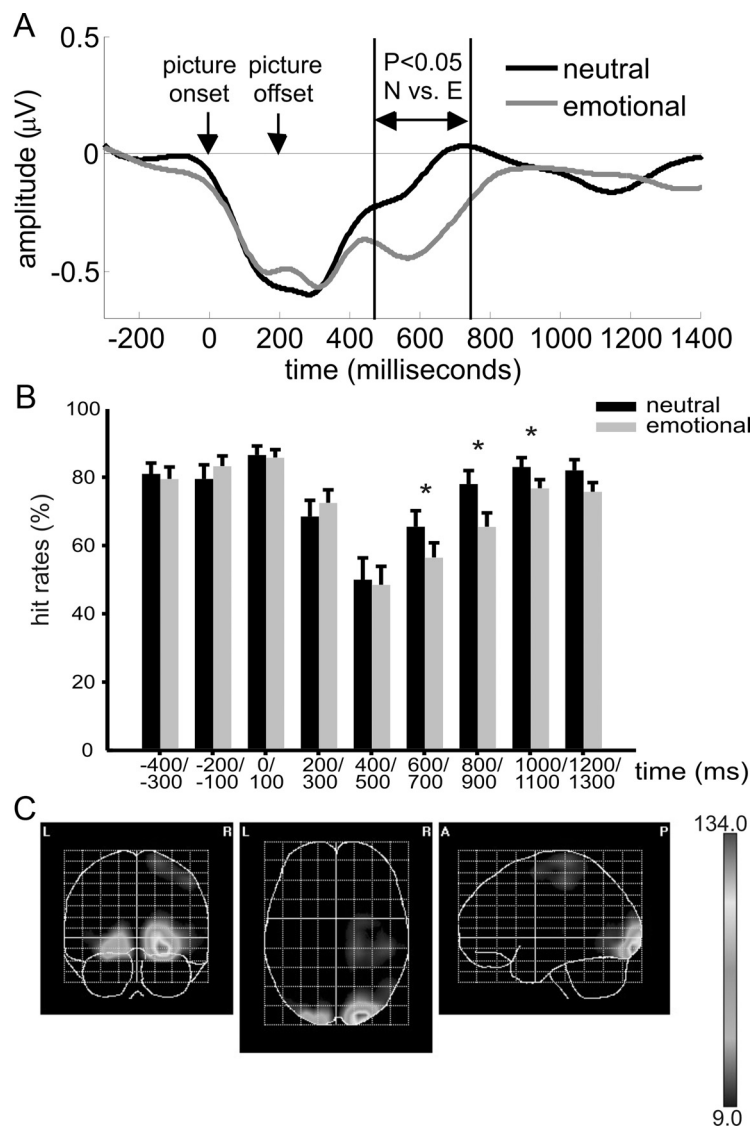 A
0.5
0
-0.5
amplitude (µV)
picture onset
picture offset
P<0.05
N vs. E
neutral
emotional
-200 0 200 400 600 800 1000 1200 1400
time (milliseconds)
B
100
80
60
40
20
0
hit rates (%)
neutral
emotional
*
*
*
-400/ -200/ 0/ 200/ 400/ 600/ 800/ 1000/ 1200/
-300 -100 100 300 500 700 900 1100 1300
time (ms)
C
L R
L R
A P
134.0
9.0